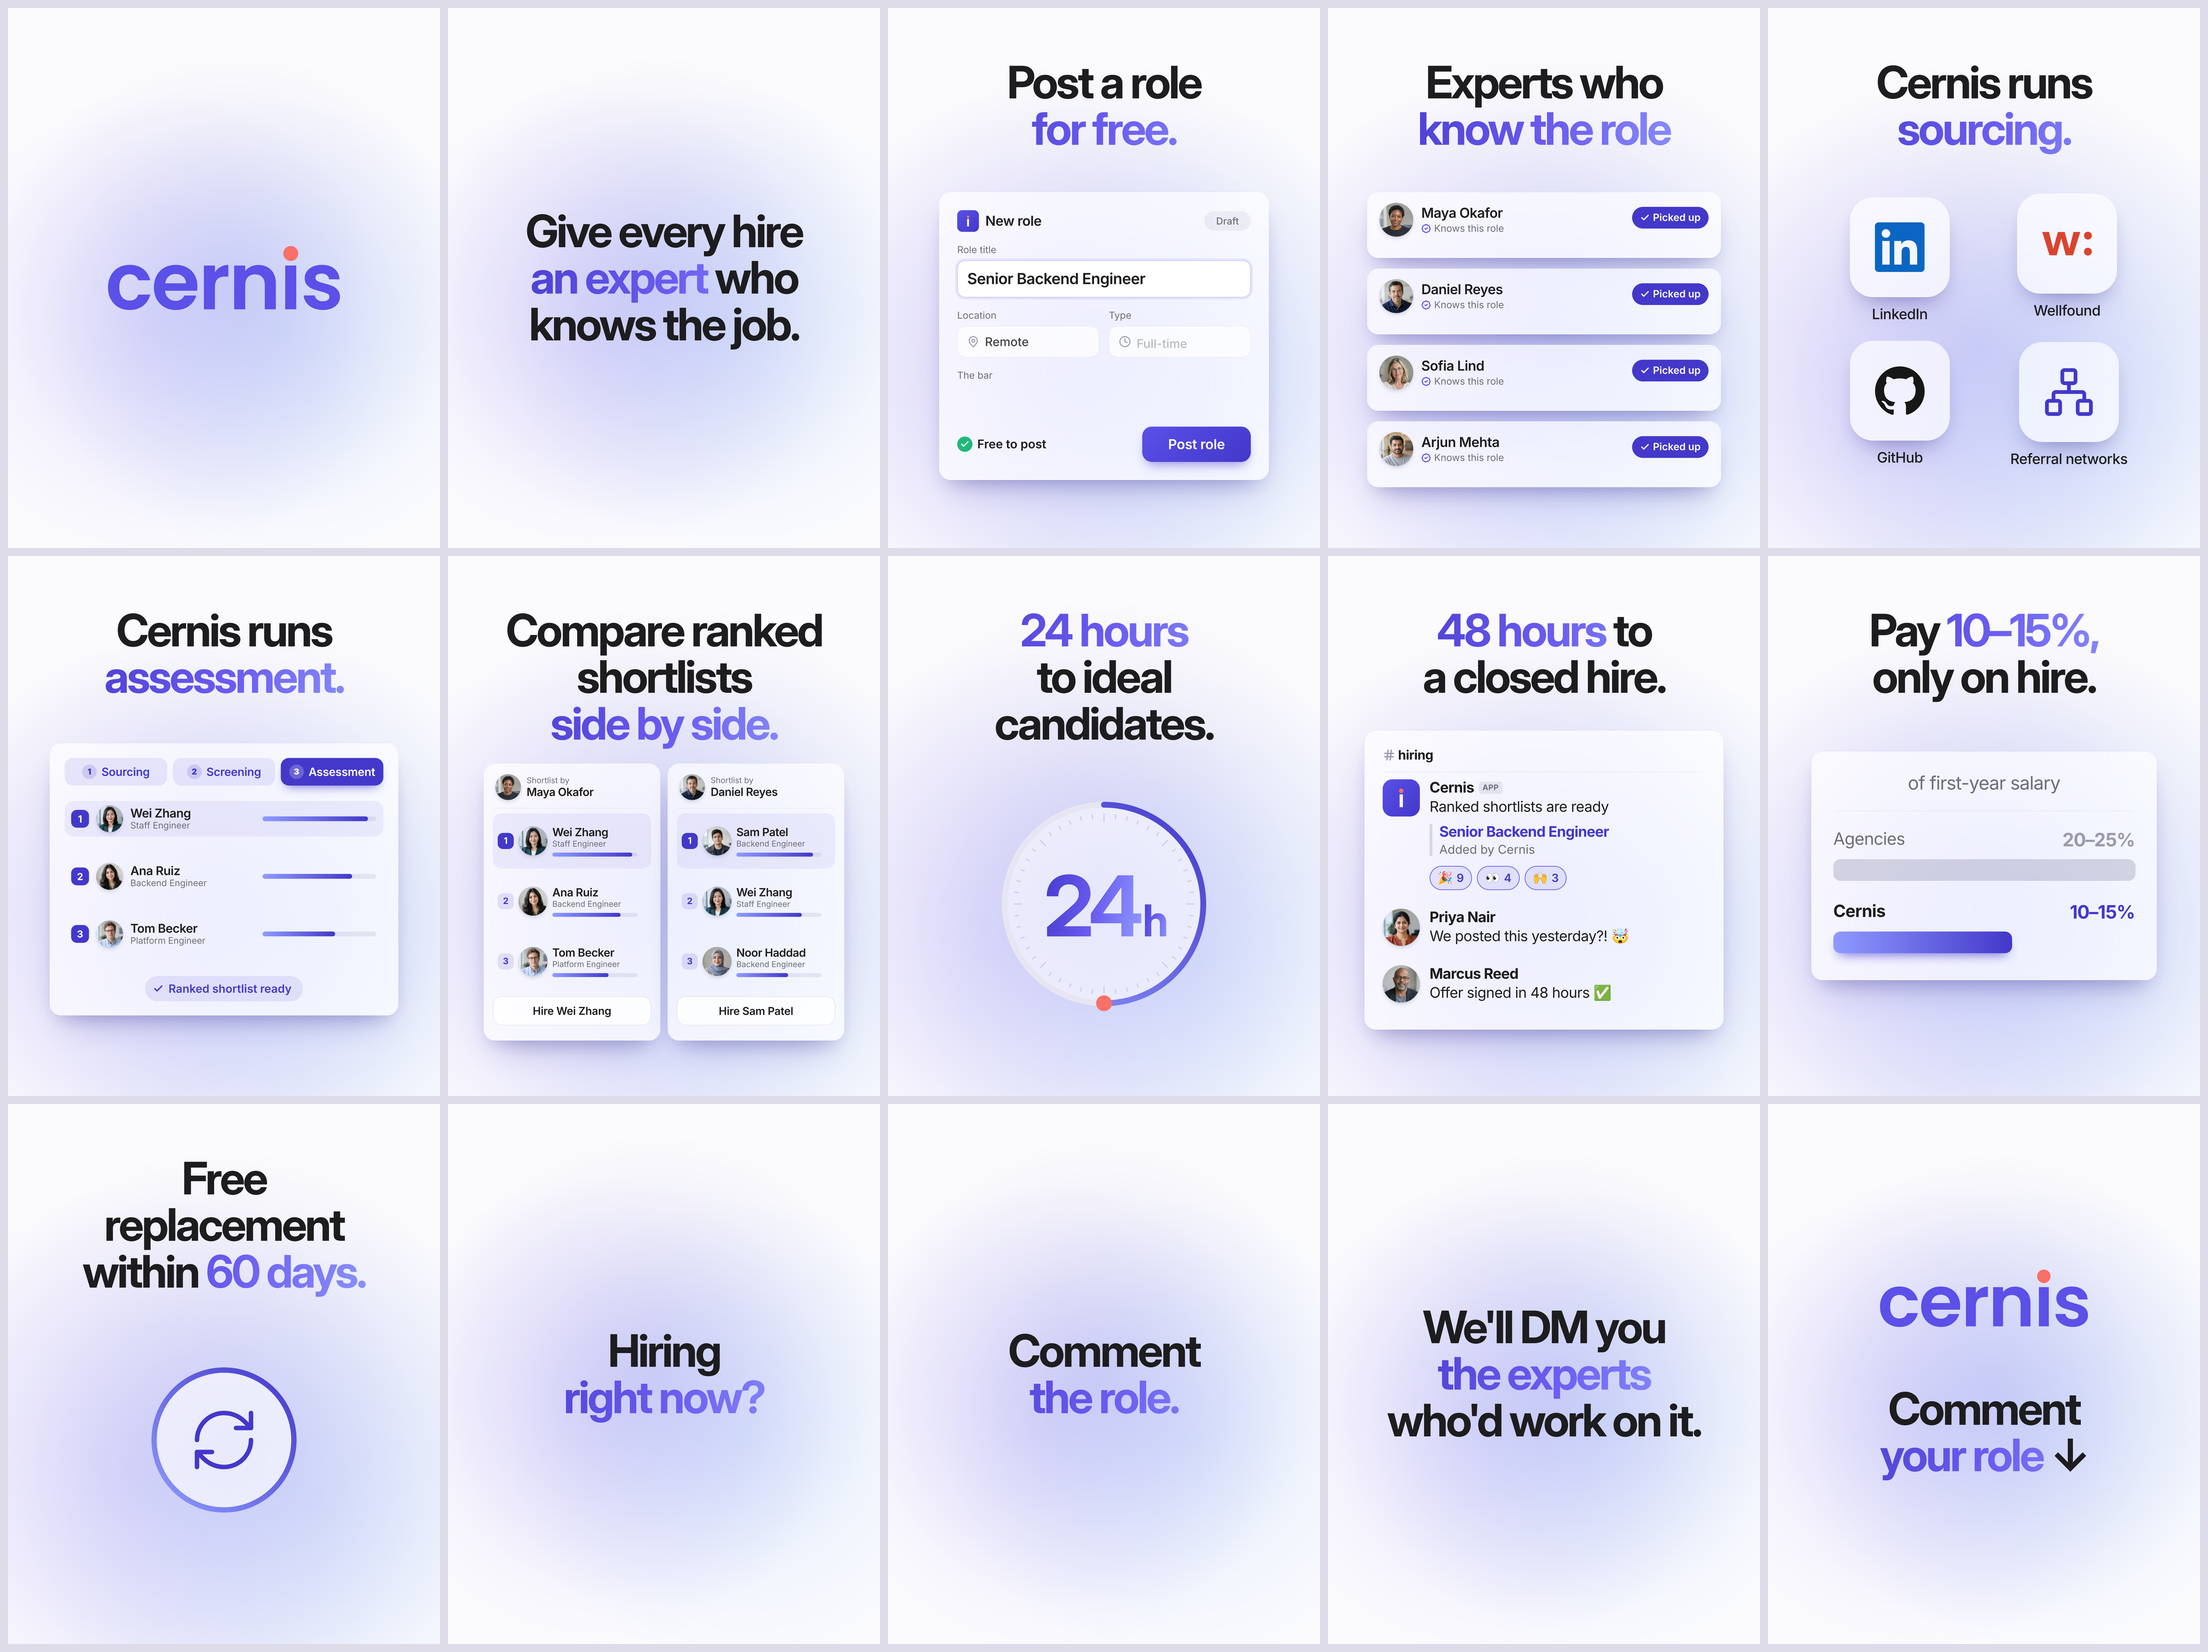 cernis
Give every hire
an expert who
knows the job.
Post a role
for free.
i New role
Draft
Role title
Senior Backend Engineer
Location
Type
Remote
Full-time
The bar
Free to post
Post role
Experts who
know the role
Maya Okafor
Knows this role
Picked up
Daniel Reyes
Knows this role
Picked up
Sofia Lind
Knows this role
Picked up
Arjun Mehta
Knows this role
Picked up
Cernis runs
sourcing.
in
LinkedIn
w:
Wellfound
GitHub
Referral networks
Cernis runs
assessment.
1 Sourcing
2 Screening
3 Assessment
1 Wei Zhang
Staff Engineer
2 Ana Ruiz
Backend Engineer
3 Tom Becker
Platform Engineer
Ranked shortlist ready
Compare ranked
shortlists
side by side.
Shortlist by
Maya Okafor
1 Wei Zhang
Staff Engineer
2 Ana Ruiz
Backend Engineer
3 Tom Becker
Platform Engineer
Hire Wei Zhang
Shortlist by
Daniel Reyes
1 Sam Patel
Backend Engineer
2 Wei Zhang
Staff Engineer
3 Noor Haddad
Backend Engineer
Hire Sam Patel
24 hours
to ideal
candidates.
24h
48 hours to
a closed hire.
# hiring
i
Cernis APP
Ranked shortlists are ready
Senior Backend Engineer
Added by Cernis
🎉 9 👀 4 🙌 3
Priya Nair
We posted this yesterday?! 🤯
Marcus Reed
Offer signed in 48 hours ✅
Pay 10–15%,
only on hire.
of first-year salary
Agencies 20–25%
Cernis 10–15%
Free
replacement
within 60 days.
Hiring
right now?
Comment
the role.
We'll DM you
the experts
who'd work on it.
cernis
Comment
your role ↓